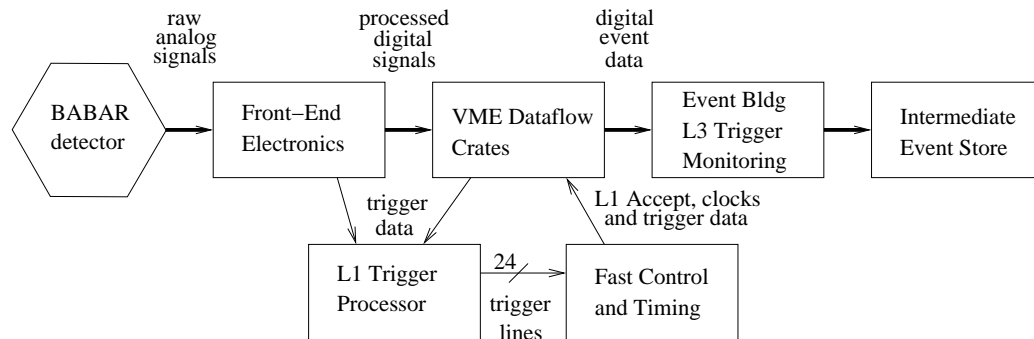 raw
analog
signals
processed
digital
signals
digital
event
data
BABAR
detector
Front−End
Electronics
VME Dataflow
Crates
Event Bldg
L3 Trigger
Monitoring
Intermediate
Event Store
trigger
data
L1 Accept, clocks
and trigger data
L1 Trigger
Processor
24
trigger
lines
Fast Control
and Timing